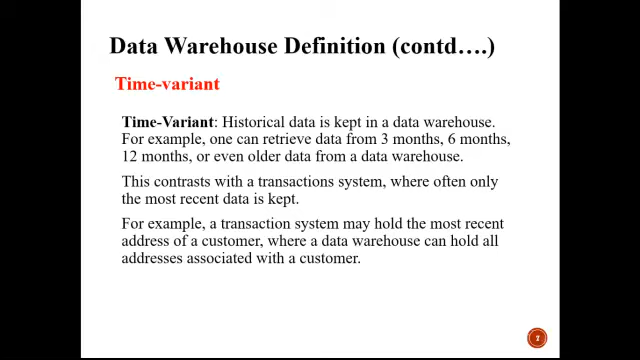 Data Warehouse Definition (contd….)
Time-variant
Time-Variant: Historical data is kept in a data warehouse.
For example, one can retrieve data from 3 months, 6 months,
12 months, or even older data from a data warehouse.
This contrasts with a transactions system, where often only
the most recent data is kept.
For example, a transaction system may hold the most recent
address of a customer, where a data warehouse can hold all
addresses associated with a customer.
7